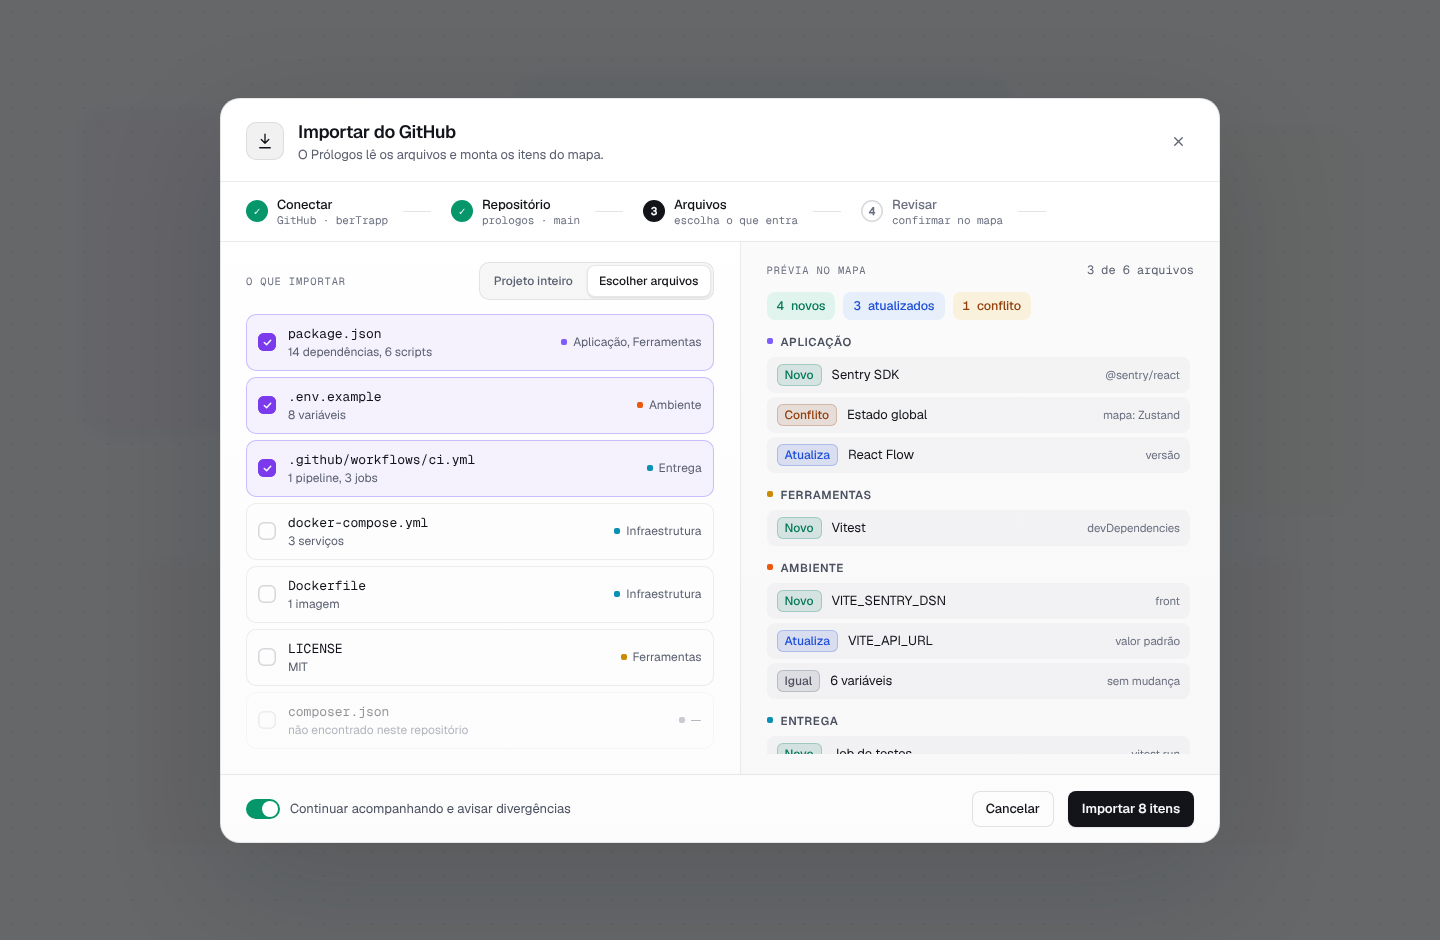 Importar do GitHub
O Prólogos lê os arquivos e monta os itens do mapa.
✓ Conectar
GitHub · berTrapp
✓ Repositório
prologos · main
3 Arquivos
escolha o que entra
4 Revisar
confirmar no mapa
O QUE IMPORTAR
Projeto inteiro
Escolher arquivos
package.json
14 dependências, 6 scripts
Aplicação, Ferramentas
.env.example
8 variáveis
Ambiente
.github/workflows/ci.yml
1 pipeline, 3 jobs
Entrega
docker-compose.yml
3 serviços
Infraestrutura
Dockerfile
1 imagem
Infraestrutura
LICENSE
MIT
Ferramentas
composer.json
não encontrado neste repositório
—
PRÉVIA NO MAPA
3 de 6 arquivos
4 novos
3 atualizados
1 conflito
APLICAÇÃO
Novo Sentry SDK @sentry/react
Conflito Estado global mapa: Zustand
Atualiza React Flow versão
FERRAMENTAS
Novo Vitest devDependencies
AMBIENTE
Novo VITE_SENTRY_DSN front
Atualiza VITE_API_URL valor padrão
Igual 6 variáveis sem mudança
ENTREGA
Novo Job de testes vitest run
Continuar acompanhando e avisar divergências
Cancelar
Importar 8 itens